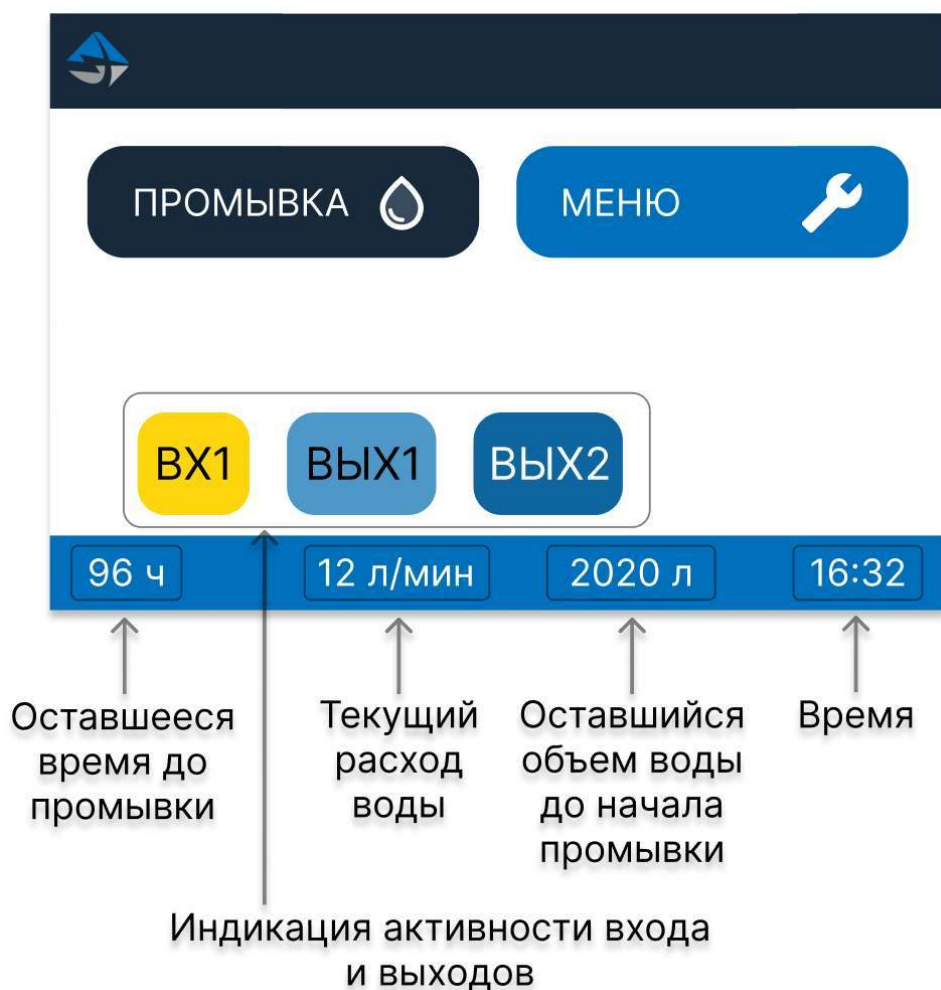 ПРОМЫВКА
МЕНЮ
ВХ1
ВЫХ1
ВЫХ2
96 ч
12 л/мин
2020 л
16:32
Оставшееся
время до
промывки
Текущий
расход
воды
Оставшийся
объем воды
до начала
промывки
Время
Индикация активности входа
и выходов